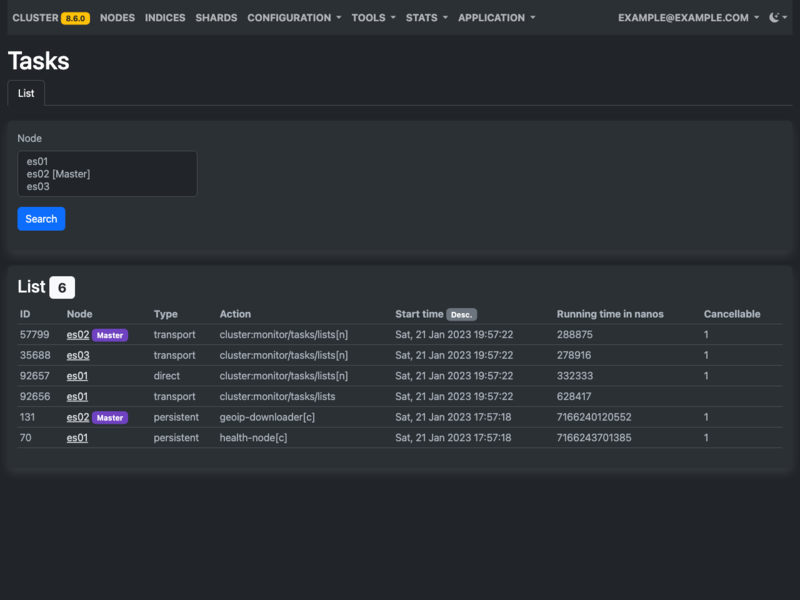 CLUSTER 8.6.0 NODES INDICES SHARDS CONFIGURATION TOOLS STATS APPLICATION EXAMPLE@EXAMPLE.COM
Tasks
List
Node
es01
es02 [Master]
es03
Search
List 6
ID Node Type Action Start time Desc. Running time in nanos Cancellable
57799 es02 Master transport cluster:monitor/tasks/lists[n] Sat, 21 Jan 2023 19:57:22 288875 1
35688 es03 transport cluster:monitor/tasks/lists[n] Sat, 21 Jan 2023 19:57:22 278916 1
92657 es01 direct cluster:monitor/tasks/lists[n] Sat, 21 Jan 2023 19:57:22 332333 1
92656 es01 transport cluster:monitor/tasks/lists Sat, 21 Jan 2023 19:57:22 628417
131 es02 Master persistent geoip-downloader[c] Sat, 21 Jan 2023 17:57:18 7166240120552 1
70 es01 persistent health-node[c] Sat, 21 Jan 2023 17:57:18 7166243701385 1